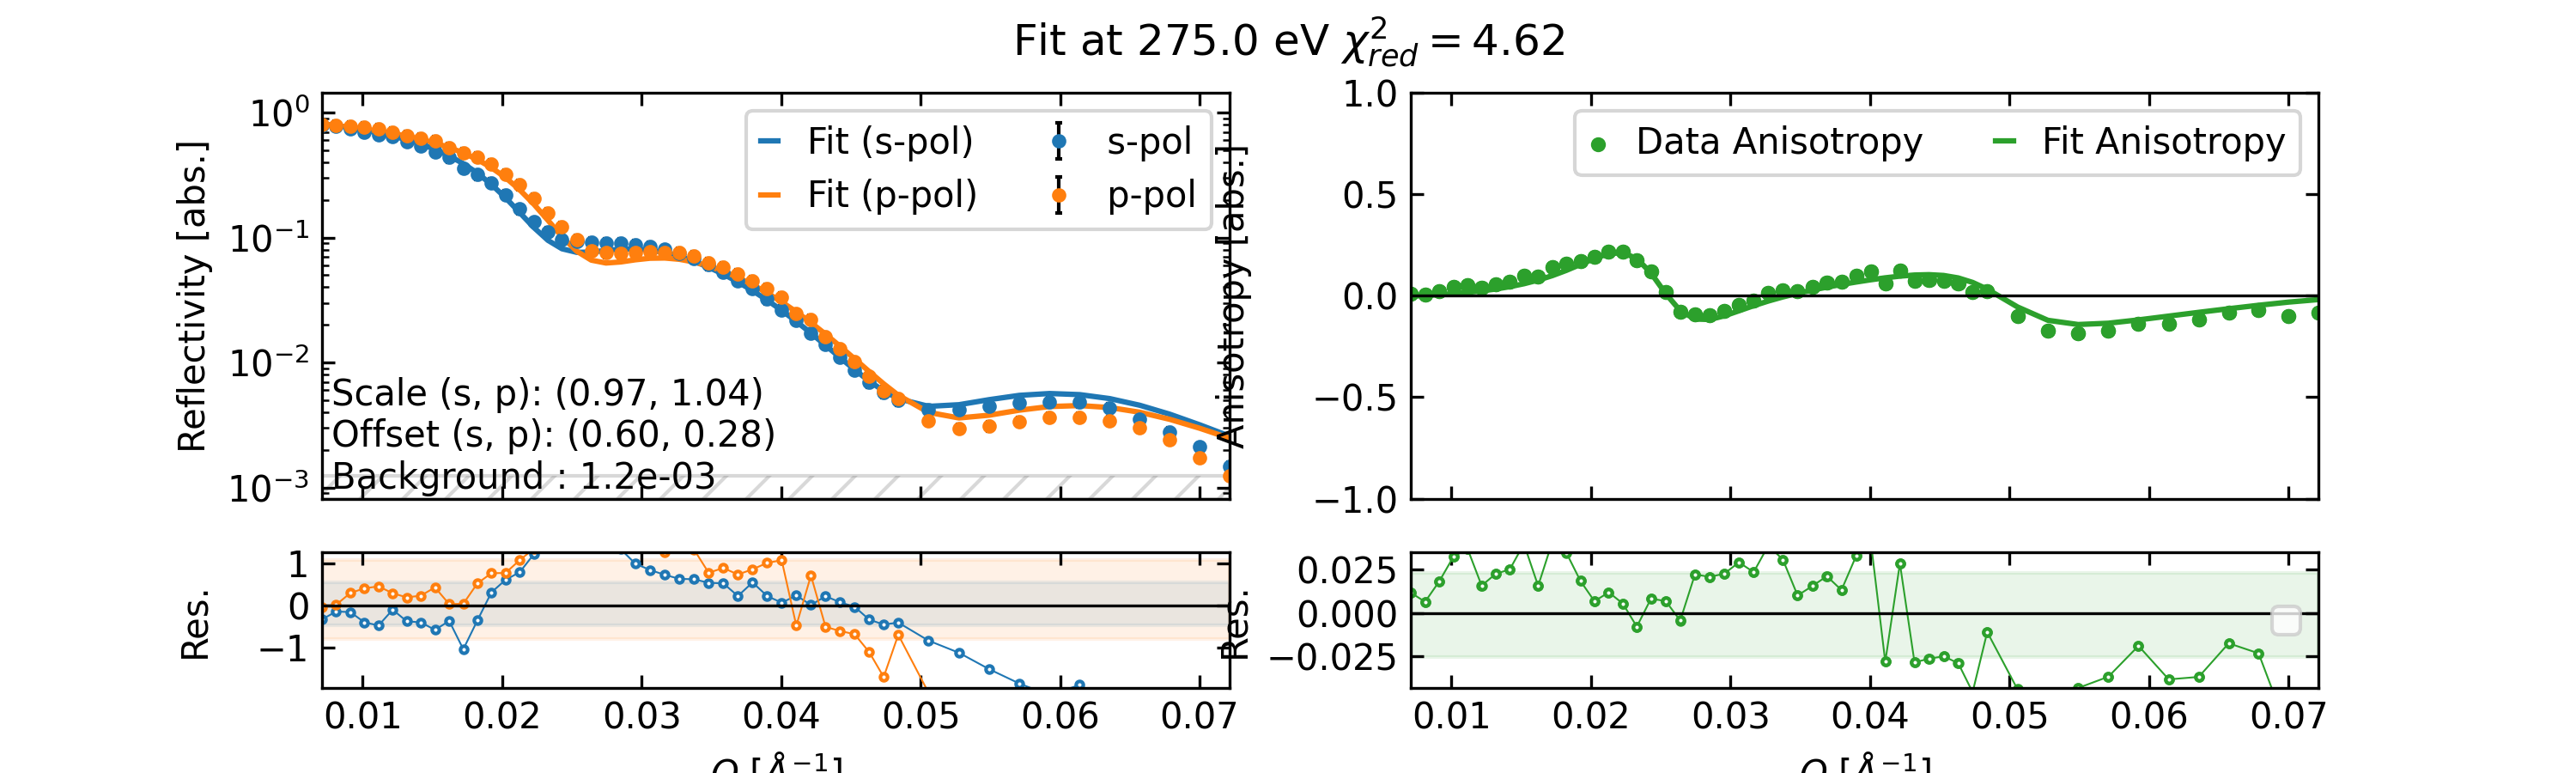 Fit at 275.0 eV χ²_red = 4.62
Reflectivity [abs.]
10⁰
10⁻¹
10⁻²
10⁻³
Fit (s-pol)
Fit (p-pol)
s-pol
p-pol
Scale (s, p): (0.97, 1.04)
Offset (s, p): (0.60, 0.28)
Background : 1.2e-03
Anisotropy [abs.]
1.0
0.5
0.0
−0.5
−1.0
Data Anisotropy
Fit Anisotropy
Res.
1
0
−1
0.01 0.02 0.03 0.04 0.05 0.06 0.07
Q [Å⁻¹]
Res.
0.025
0.000
−0.025
0.01 0.02 0.03 0.04 0.05 0.06 0.07
Q [Å⁻¹]